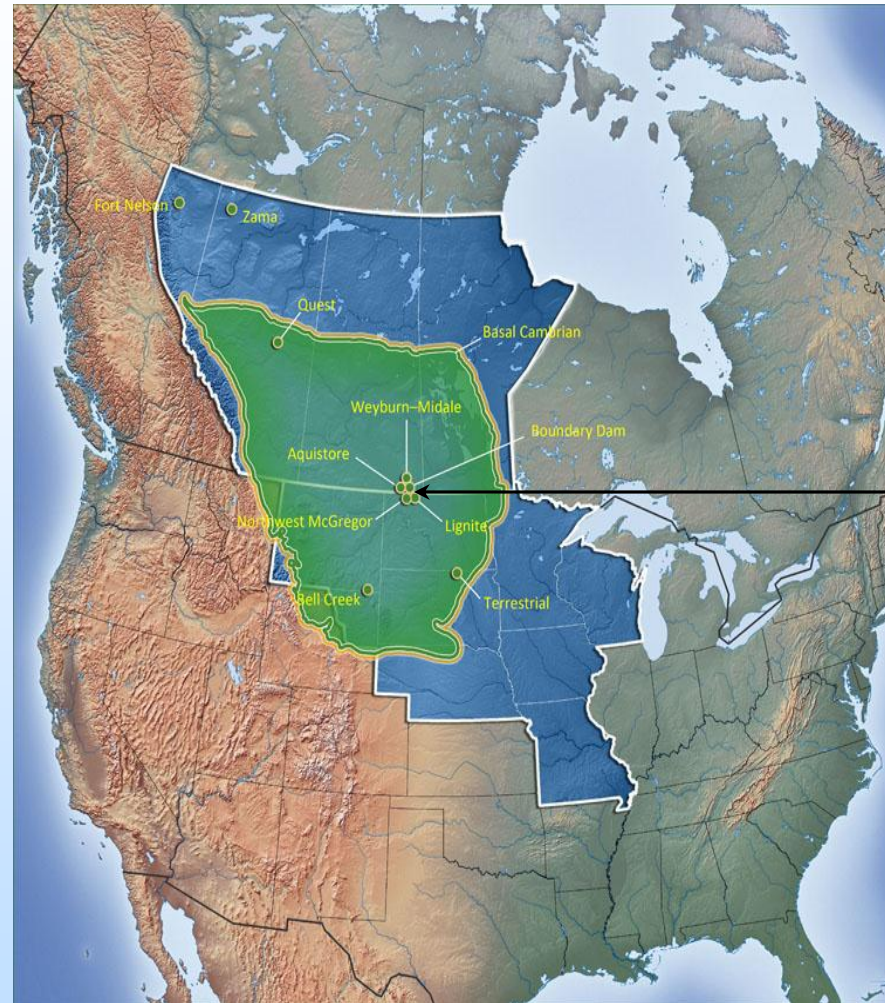 Fort Nelson
Zama
Quest
Basal Cambrian
Weyburn–Midale
Boundary Dam
Aquistore
Northwest McGregor
Lignite
Bell Creek
Terrestrial